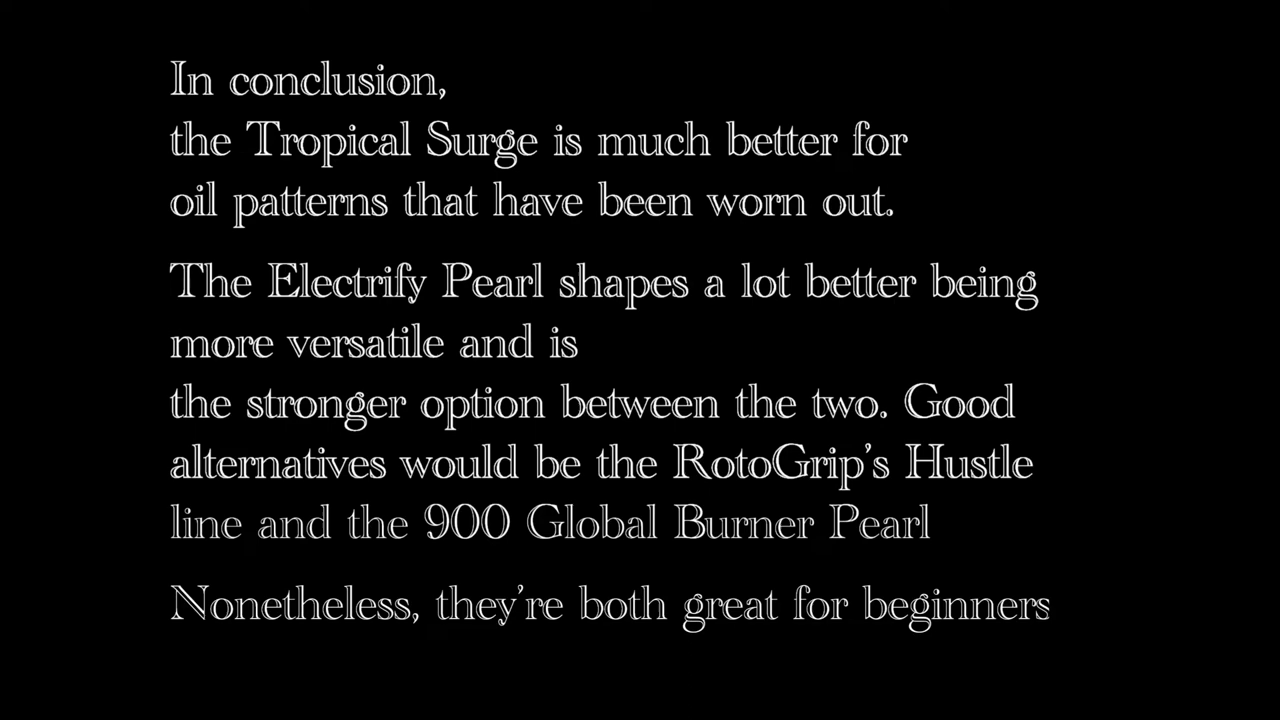 In conclusion,
the Tropical Surge is much better for
oil patterns that have been worn out.
The Electrify Pearl shapes a lot better being
more versatile and is
the stronger option between the two. Good
alternatives would be the RotoGrip's Hustle
line and the 900 Global Burner Pearl
Nonetheless, they're both great for beginners